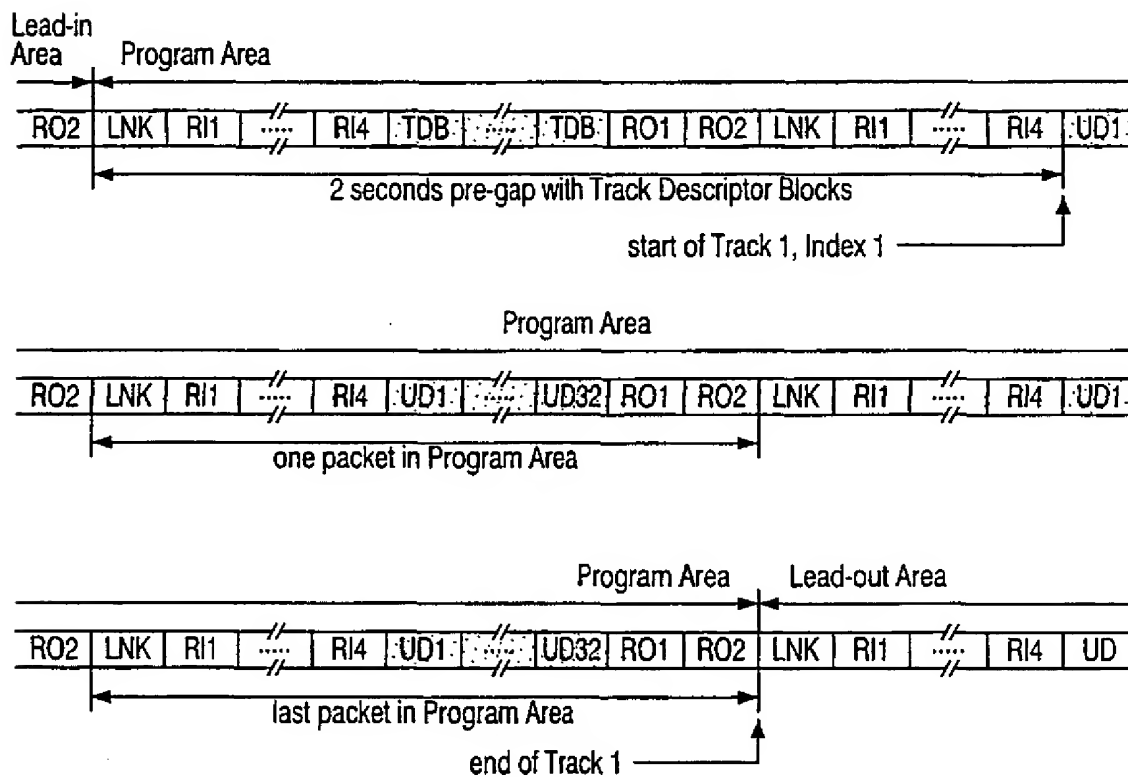 Lead-in
Area Program Area
RO2 LNK RI1 ..... RI4 TDB ..... TDB RO1 RO2 LNK RI1 ..... RI4 UD1
2 seconds pre-gap with Track Descriptor Blocks
start of Track 1, Index 1
Program Area
RO2 LNK RI1 ..... RI4 UD1 ..... UD32 RO1 RO2 LNK RI1 ..... RI4 UD1
one packet in Program Area
Program Area Lead-out Area
RO2 LNK RI1 ..... RI4 UD1 ..... UD32 RO1 RO2 LNK RI1 ..... RI4 UD
last packet in Program Area
end of Track 1